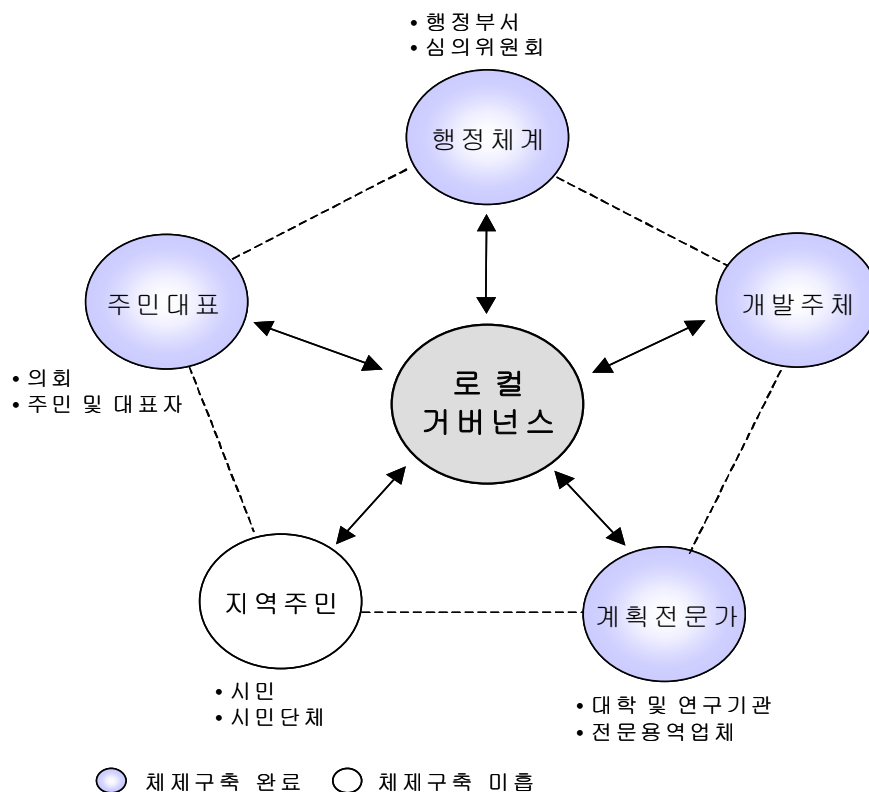 • 행정부서
• 심의위원회
행정체계
주민대표
개발주체
• 의회
• 주민 및 대표자
로컬
거버넌스
지역주민
계획전문가
• 시민
• 시민단체
• 대학 및 연구기관
• 전문용역업체
체제구축 완료
체제구축 미흡